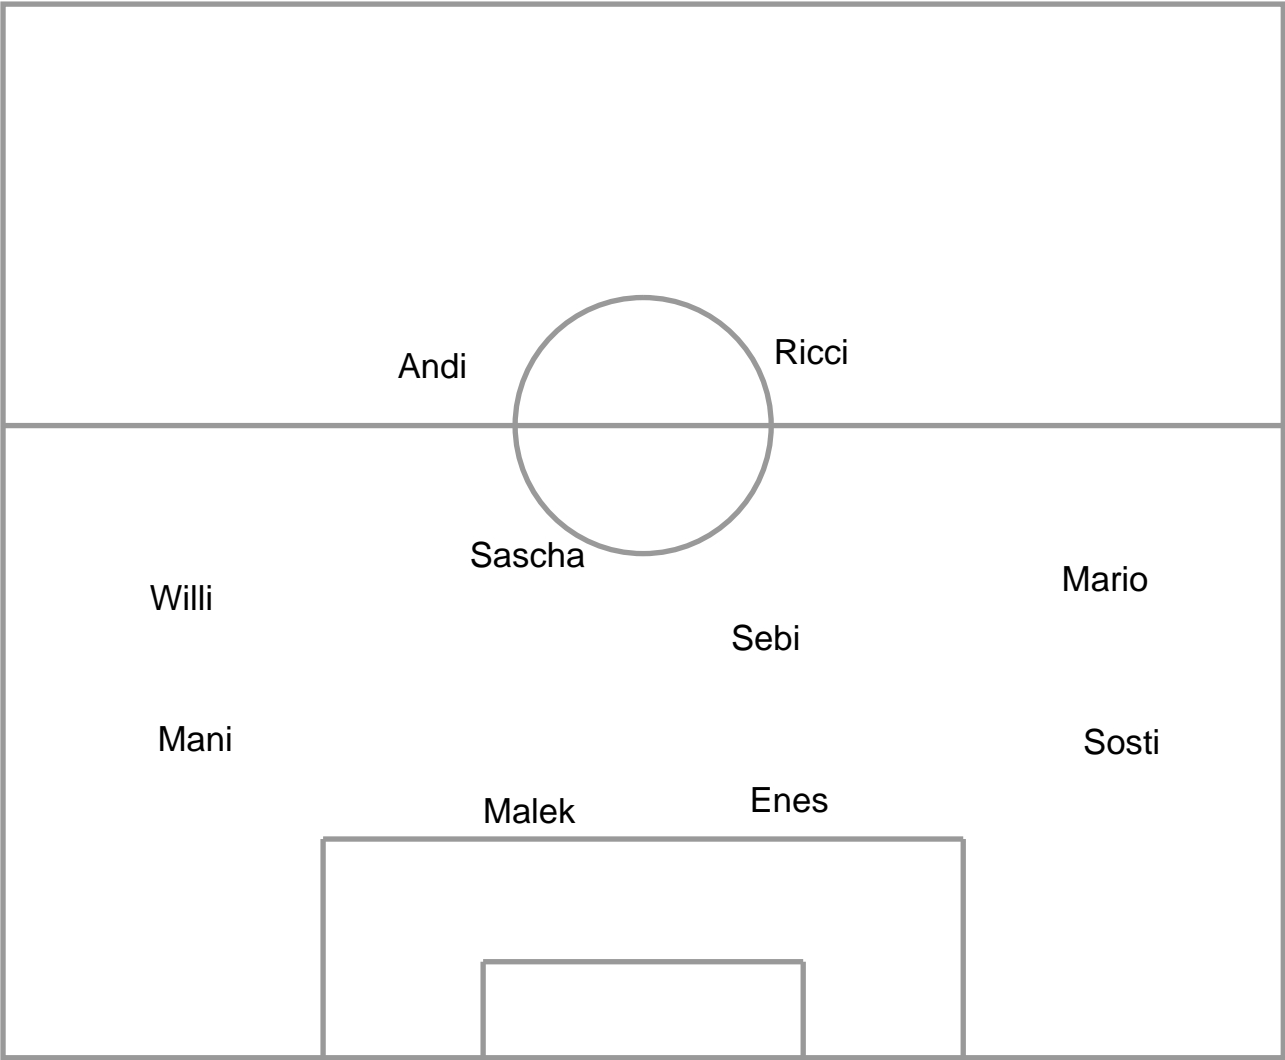 Ricci
Andi
Sascha
Mario
Willi
Sebi
Mani
Sosti
Enes
Malek